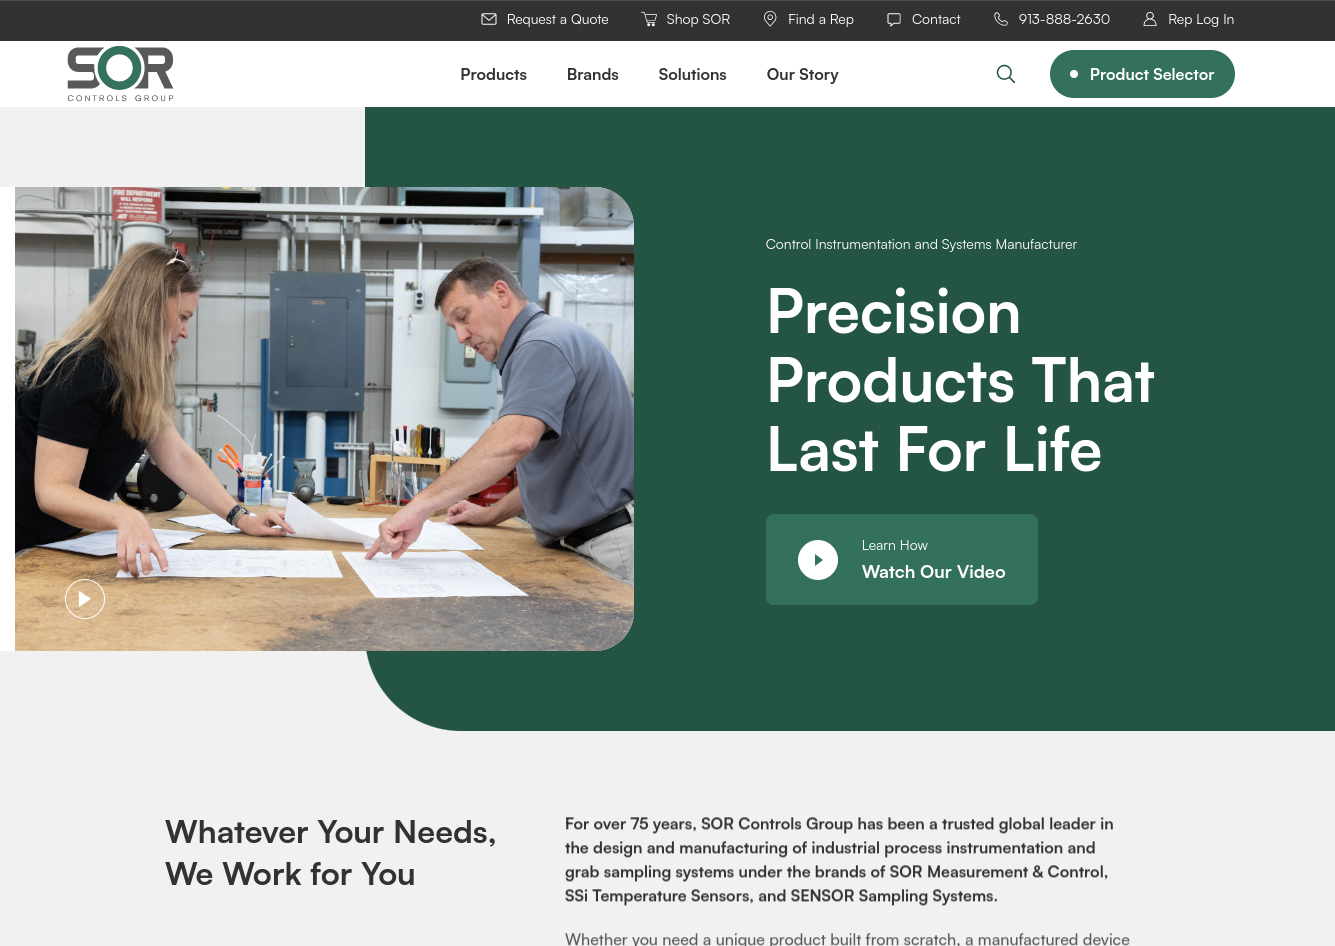 Request a Quote
Shop SOR
Find a Rep
Contact
913-888-2630
Rep Log In
SOR
CONTROLS GROUP
Products
Brands
Solutions
Our Story
Product Selector
FIRE DEPARTMENT
WILL RESPOND
Control Instrumentation and Systems Manufacturer
Precision
Products That
Last For Life
Learn How
Watch Our Video
Whatever Your Needs,
We Work for You
For over 75 years, SOR Controls Group has been a trusted global leader in
the design and manufacturing of industrial process instrumentation and
grab sampling systems under the brands of SOR Measurement & Control,
SSi Temperature Sensors, and SENSOR Sampling Systems.
Whether you need a unique product built from scratch, a manufactured device